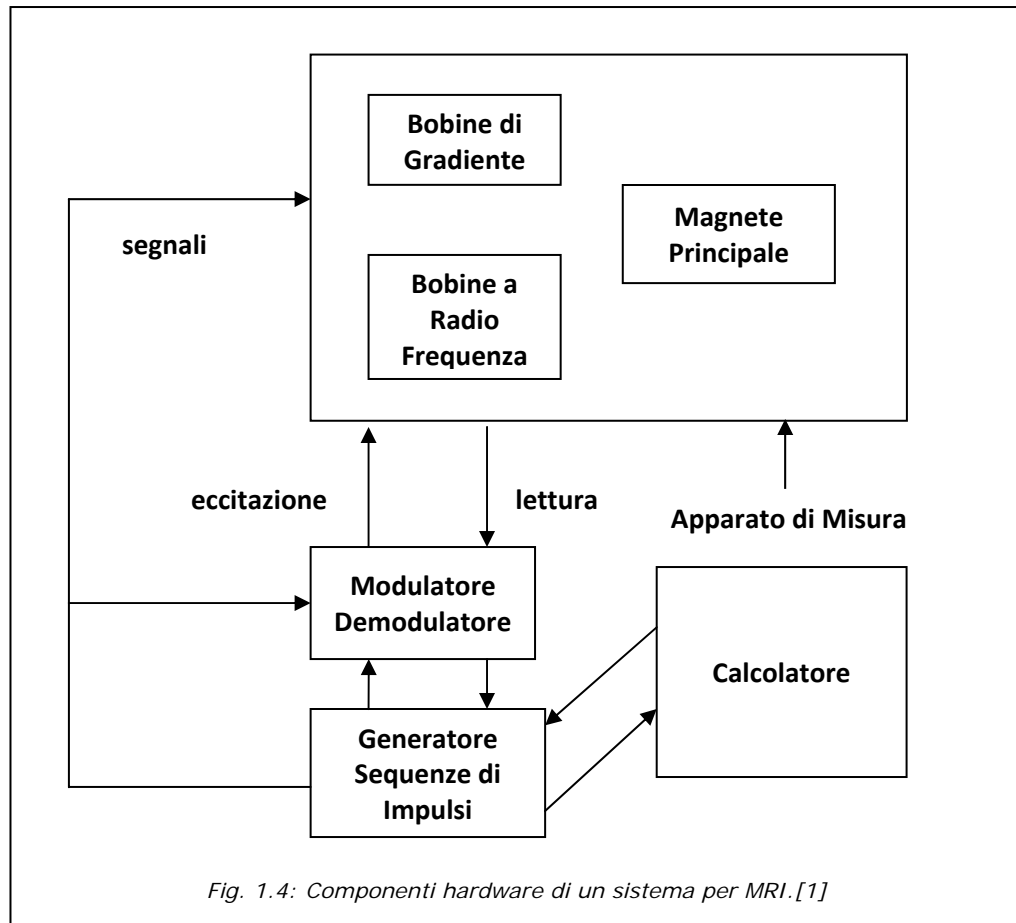 Bobine di
Gradiente
Magnete
Principale
segnali
Bobine a
Radio
Frequenza
eccitazione
lettura
Apparato di Misura
Modulatore
Demodulatore
Calcolatore
Generatore
Sequenze di
Impulsi
Fig. 1.4: Componenti hardware di un sistema per MRI.[1]